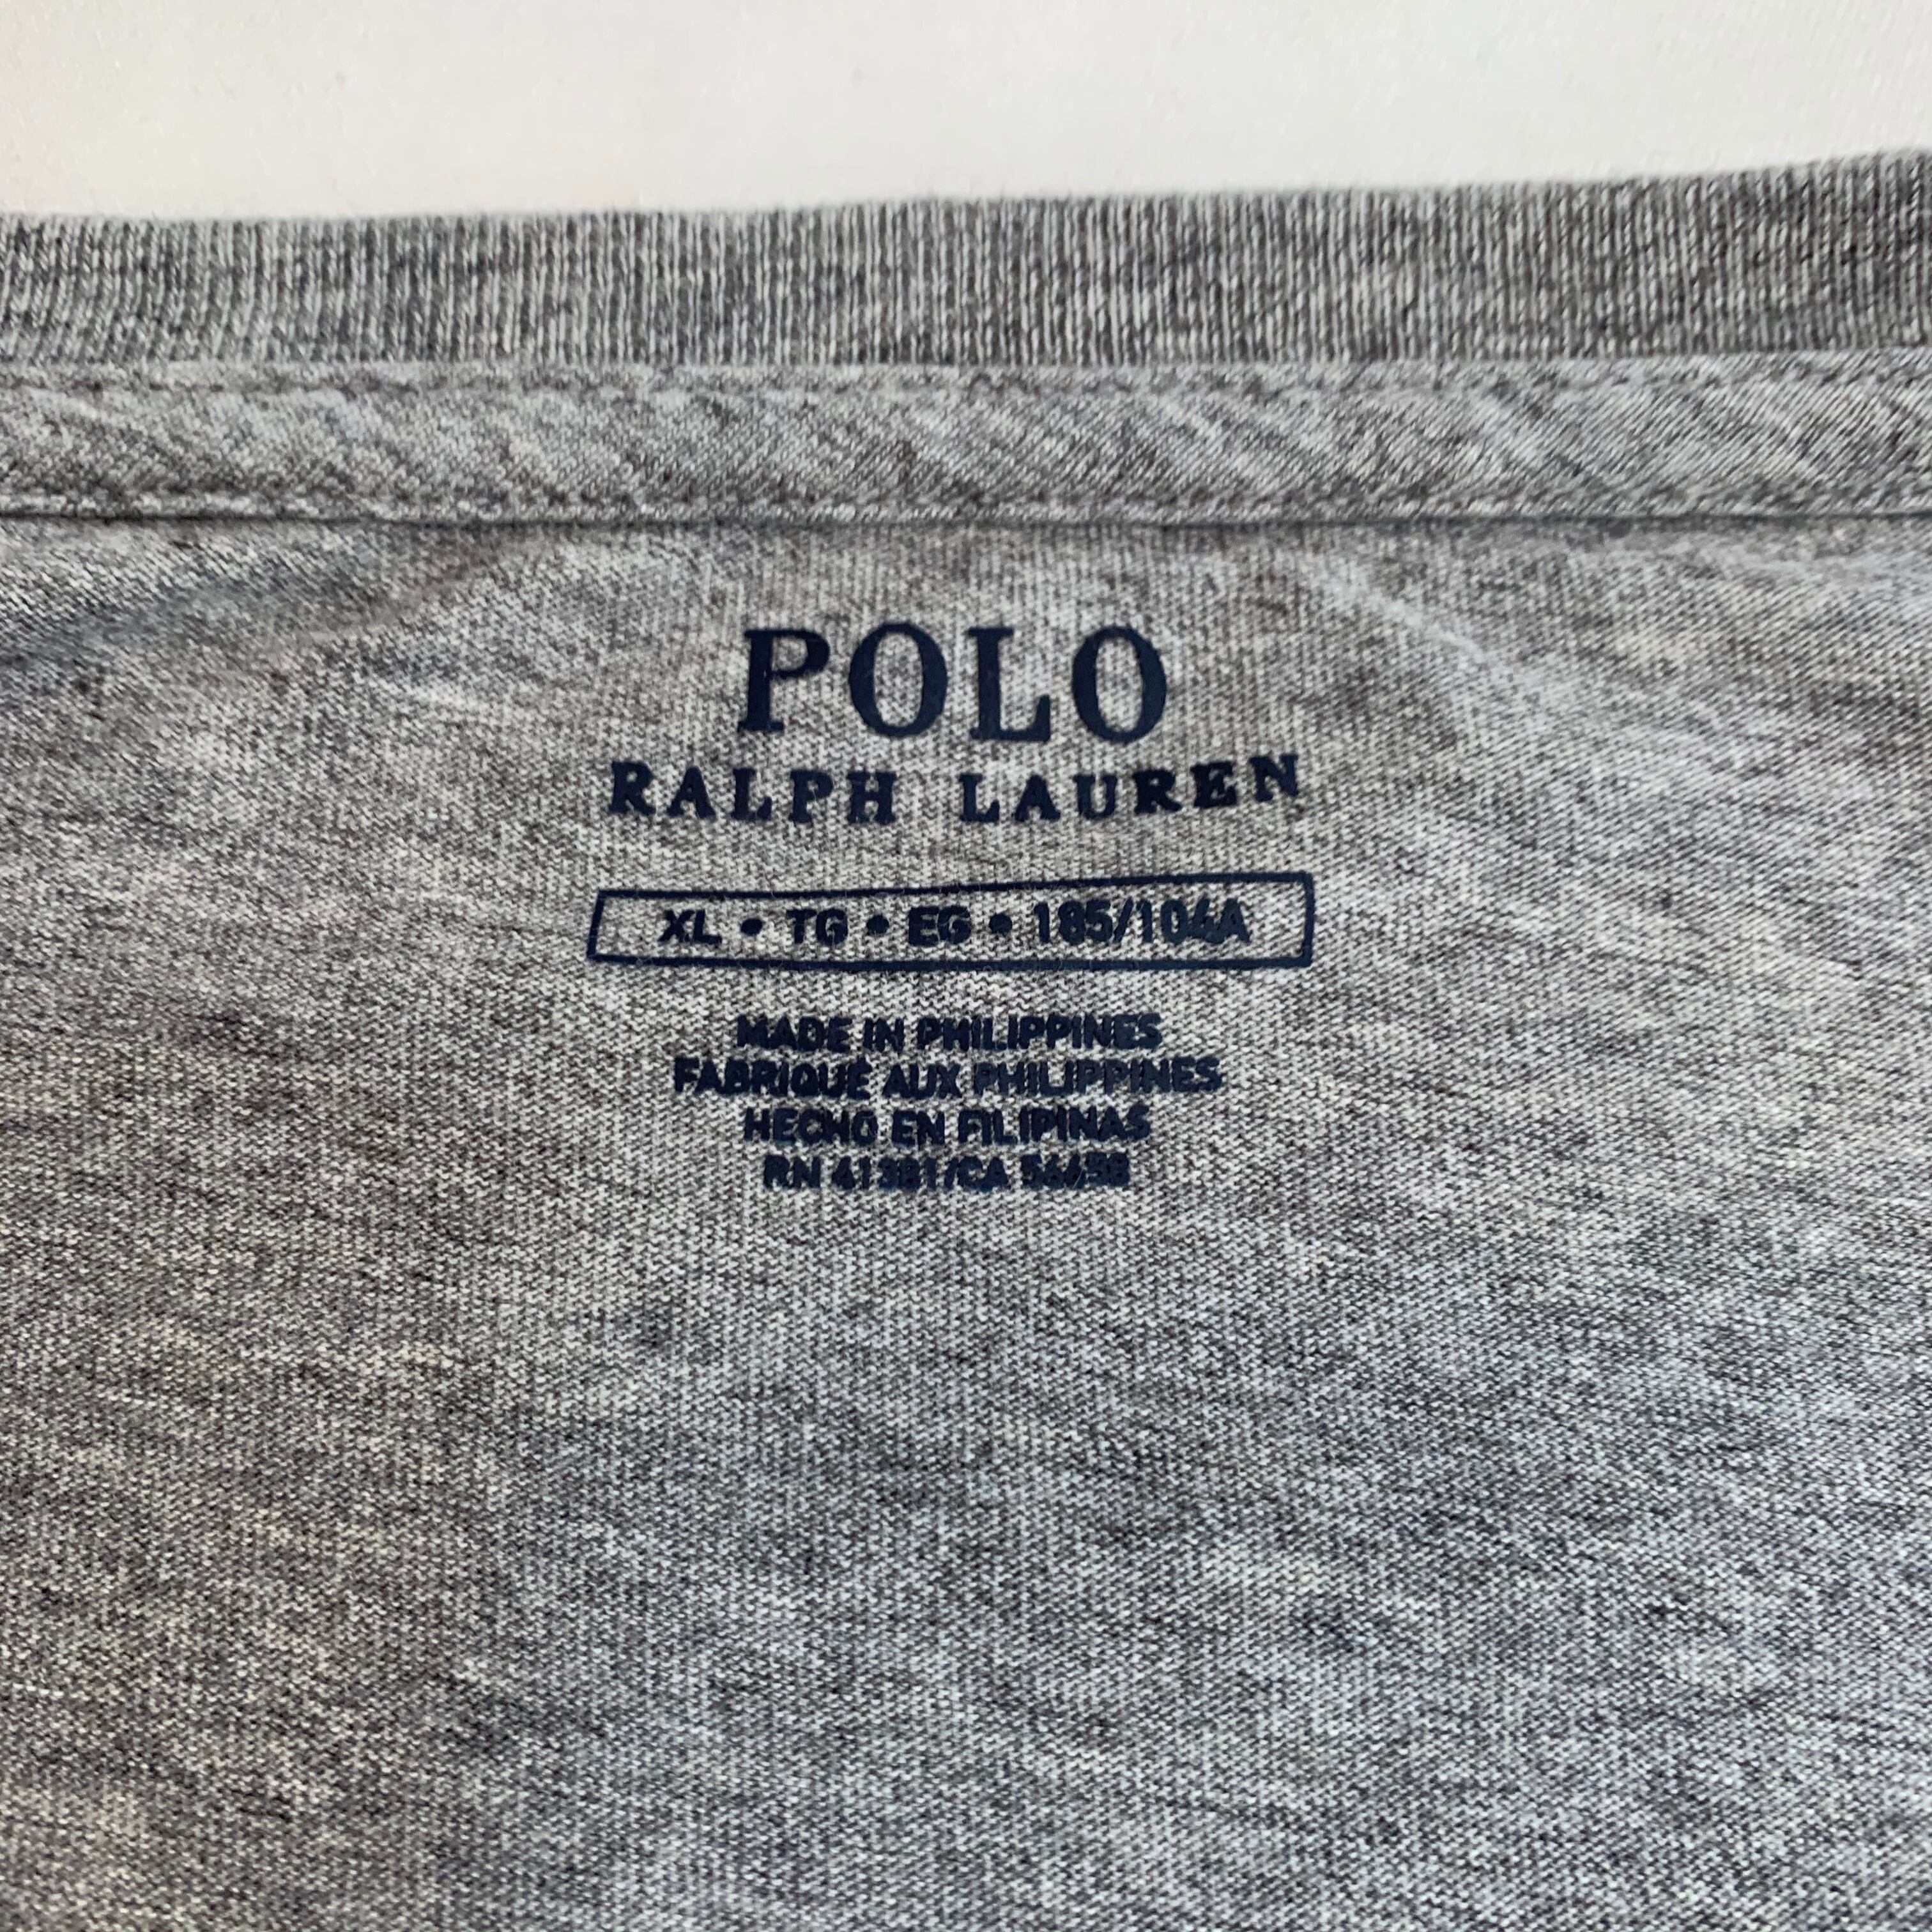 POLO
RALPH LAUREN
XL • TG • EG • 185/104A
MADE IN PHILIPPINES
FABRIQUÉ AUX PHILIPPINES
HECHO EN FILIPINAS
RN 41381/CA 56658